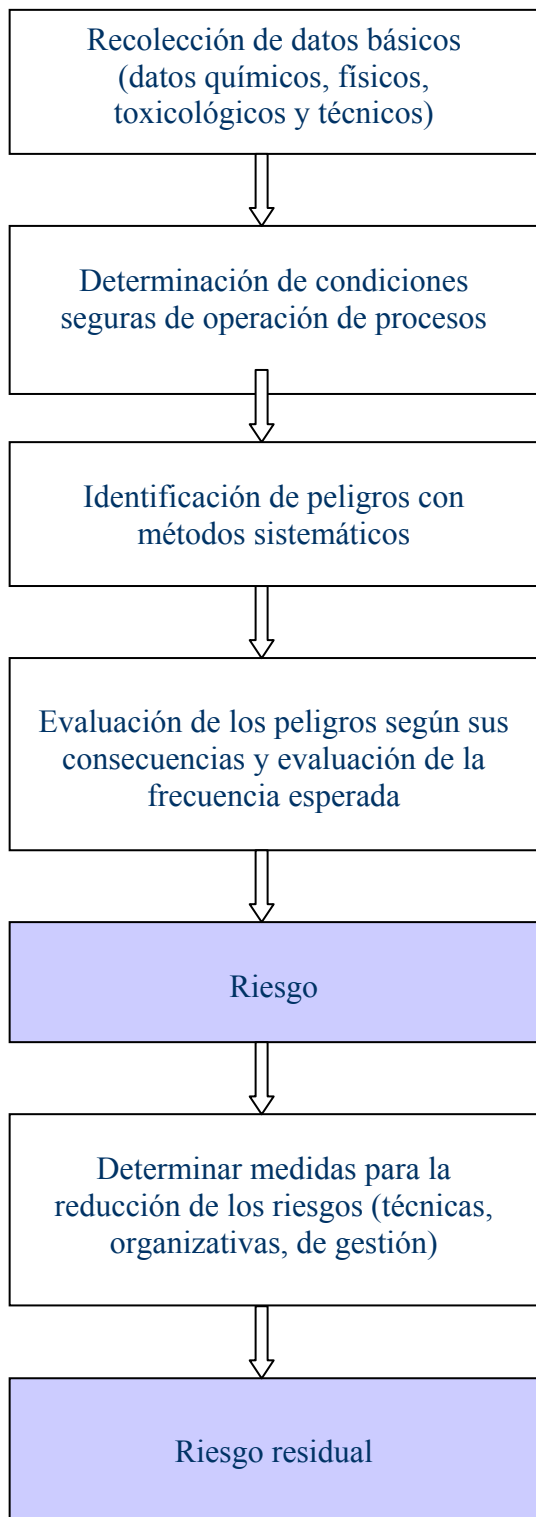 Recolección de datos básicos
(datos químicos, físicos,
toxicológicos y técnicos)
Determinación de condiciones
seguras de operación de procesos
Identificación de peligros con
métodos sistemáticos
Evaluación de los peligros según sus
consecuencias y evaluación de la
frecuencia esperada
Riesgo
Determinar medidas para la
reducción de los riesgos (técnicas,
organizativas, de gestión)
Riesgo residual